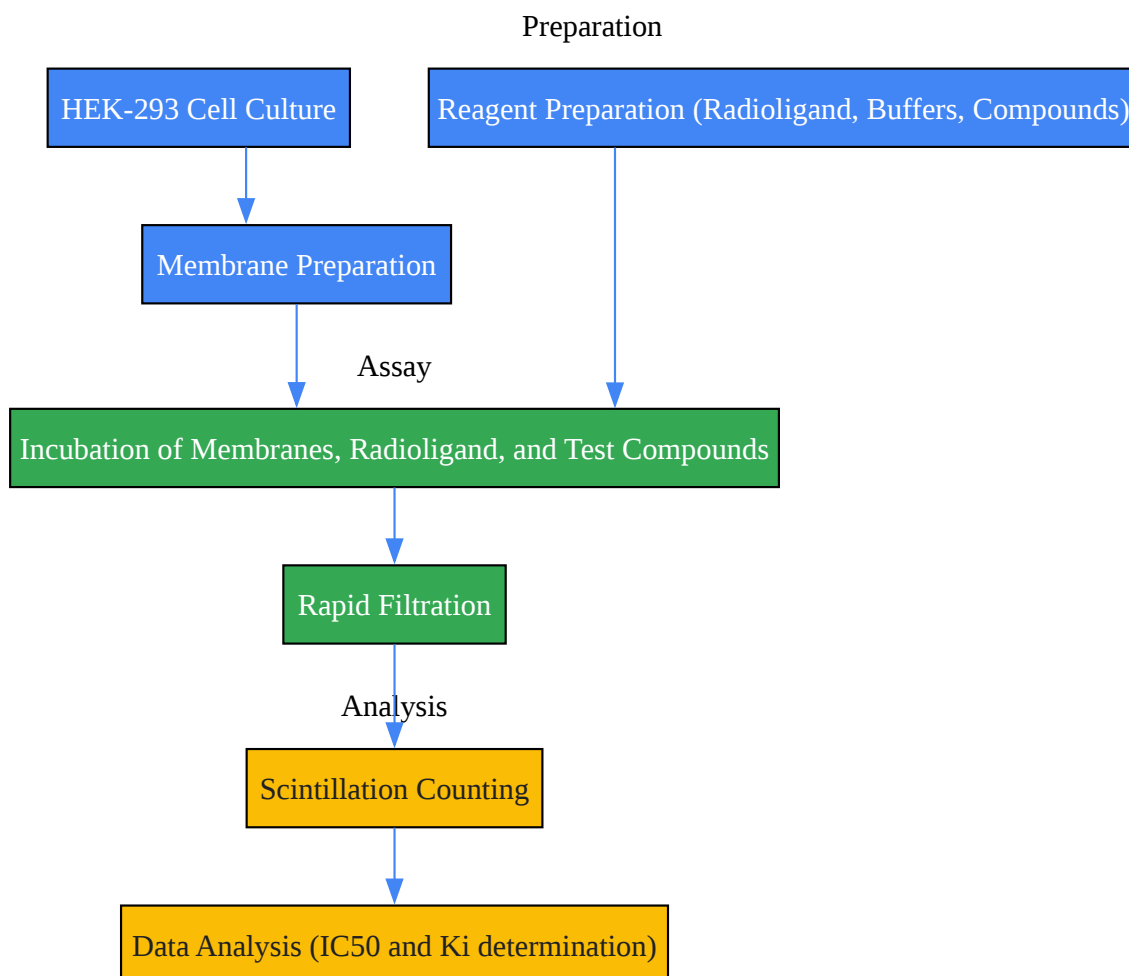 Preparation
HEK-293 Cell Culture
Reagent Preparation (Radioligand, Buffers, Compounds)
Membrane Preparation
Assay
Incubation of Membranes, Radioligand, and Test Compounds
Rapid Filtration
Analysis
Scintillation Counting
Data Analysis (IC50 and Ki determination)